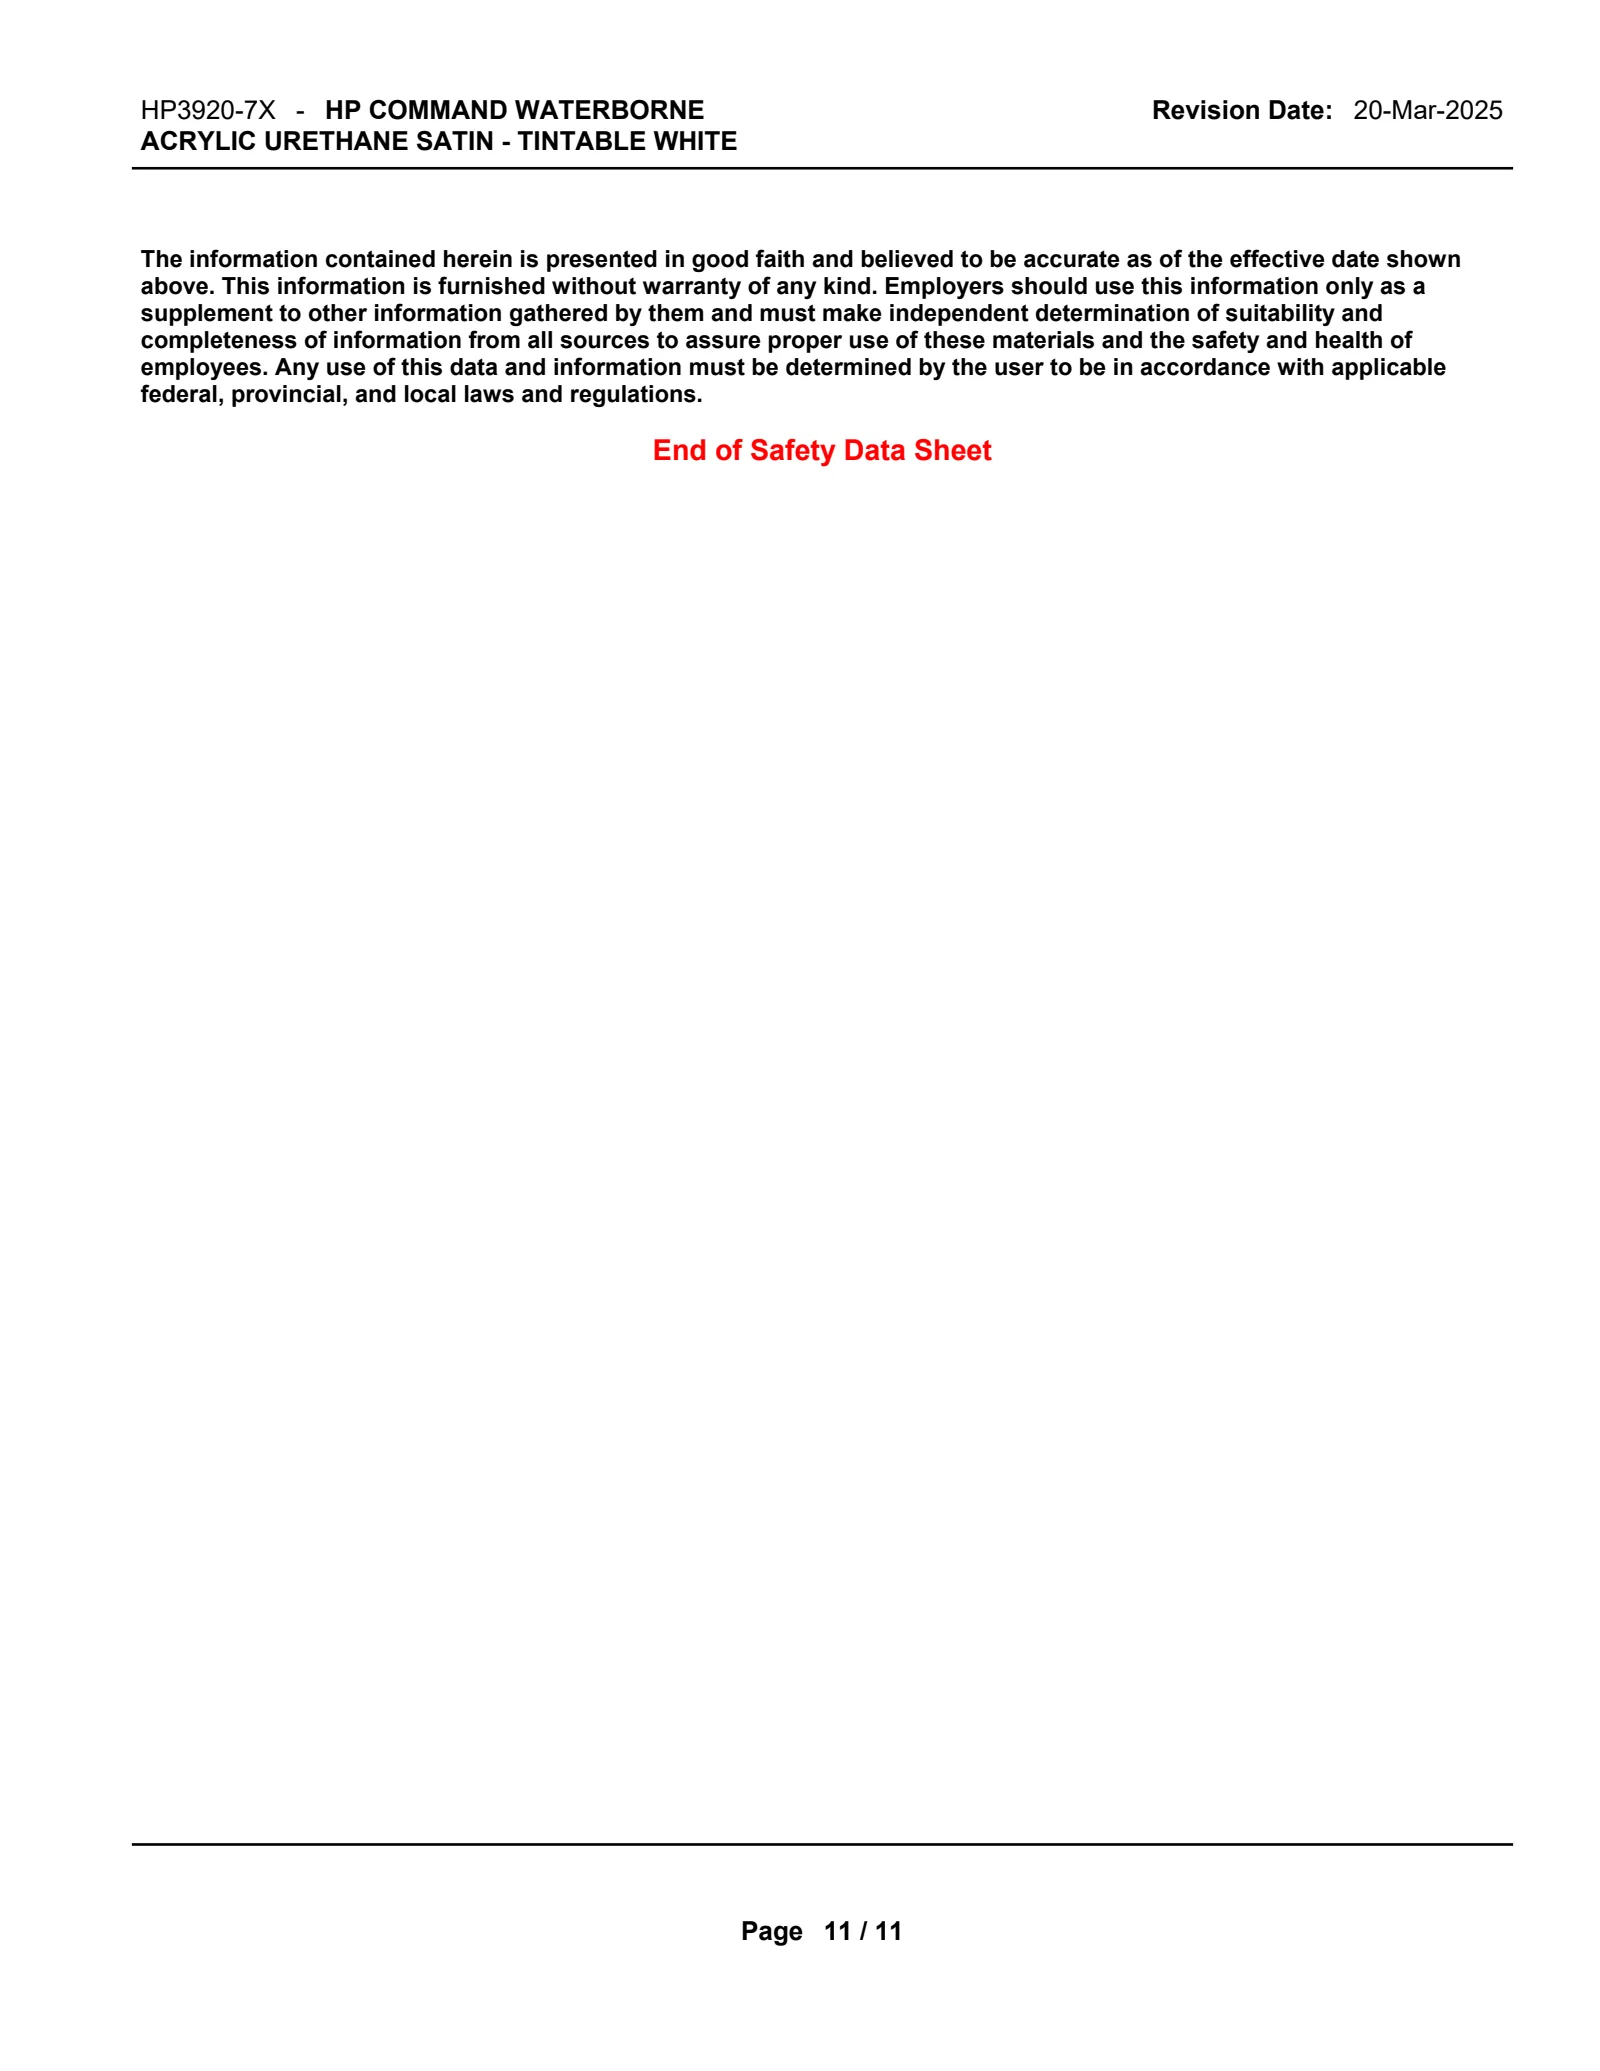 HP3920-7X - HP COMMAND WATERBORNE
ACRYLIC URETHANE SATIN - TINTABLE WHITE
Revision Date: 20-Mar-2025
The information contained herein is presented in good faith and believed to be accurate as of the effective date shown
above. This information is furnished without warranty of any kind. Employers should use this information only as a
supplement to other information gathered by them and must make independent determination of suitability and
completeness of information from all sources to assure proper use of these materials and the safety and health of
employees. Any use of this data and information must be determined by the user to be in accordance with applicable
federal, provincial, and local laws and regulations.
End of Safety Data Sheet
Page 11 / 11